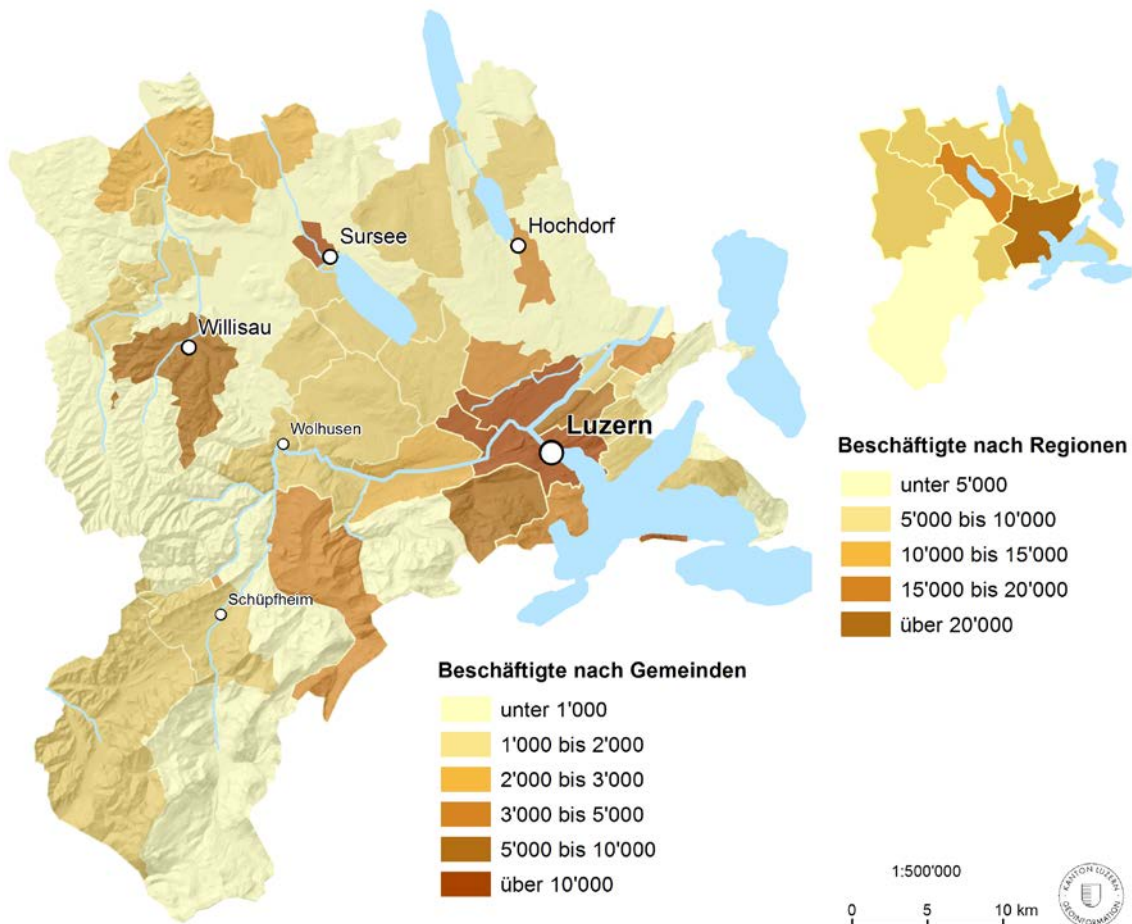 Hochdorf
Sursee
Willisau
Wolhusen
Luzern
Schüpfheim
Beschäftigte nach Regionen
unter 5'000
5'000 bis 10'000
10'000 bis 15'000
15'000 bis 20'000
über 20'000
Beschäftigte nach Gemeinden
unter 1'000
1'000 bis 2'000
2'000 bis 3'000
3'000 bis 5'000
5'000 bis 10'000
über 10'000
1:500'000
0 5 10 km
KANTON LUZERN
GEOINFORMATION